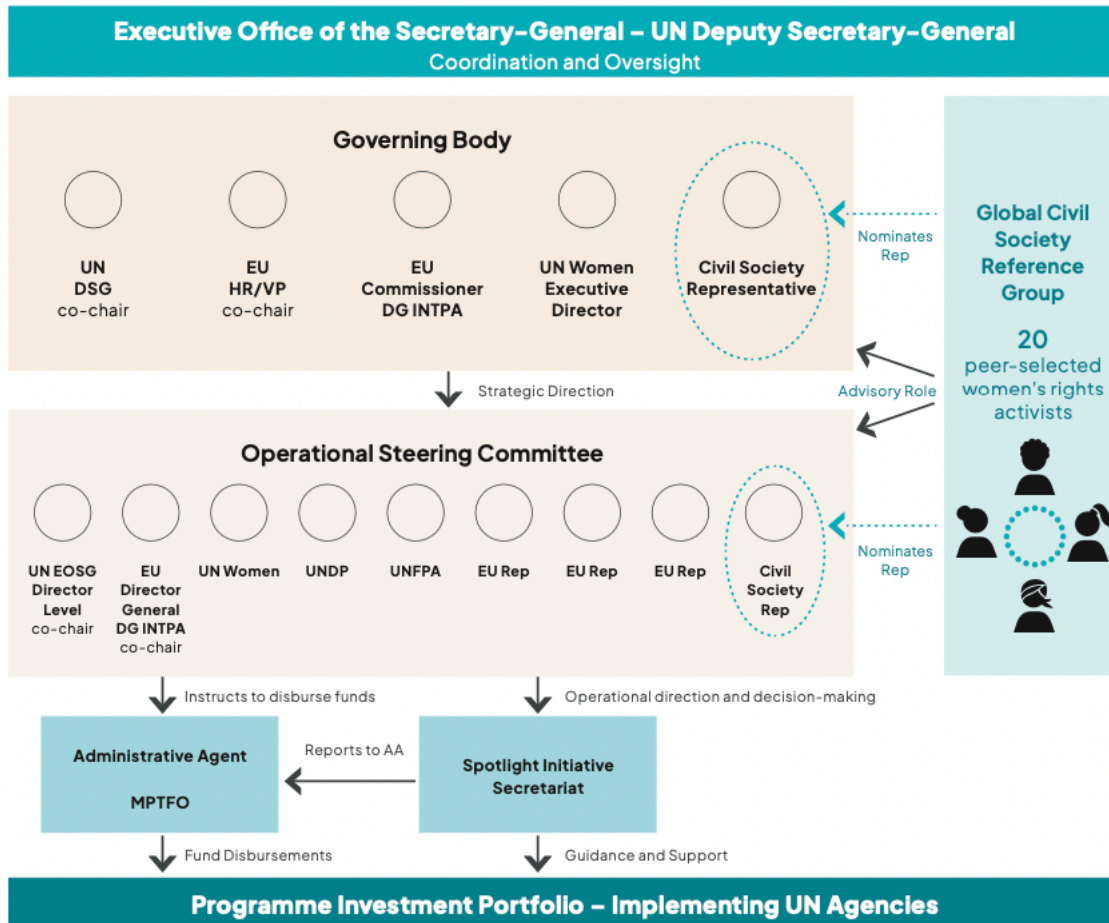 Executive Office of the Secretary-General – UN Deputy Secretary-General
Coordination and Oversight
Governing Body
UN
DSG
co-chair
EU
HR/VP
co-chair
EU
Commissioner
DG INTPA
UN Women
Executive
Director
Civil Society
Representative
Nominates
Rep
Global Civil
Society
Reference
Group
20
peer-selected
women's rights
activists
Strategic Direction
Advisory Role
Operational Steering Committee
UN EOSG
Director
Level
co-chair
EU
Director
General
DG INTPA
co-chair
UN Women
UNDP
UNFPA
EU Rep
EU Rep
EU Rep
Civil
Society
Rep
Nominates
Rep
Instructs to disburse funds
Operational direction and decision-making
Administrative Agent
MPTFO
Reports to AA
Spotlight Initiative
Secretariat
Fund Disbursements
Guidance and Support
Programme Investment Portfolio – Implementing UN Agencies